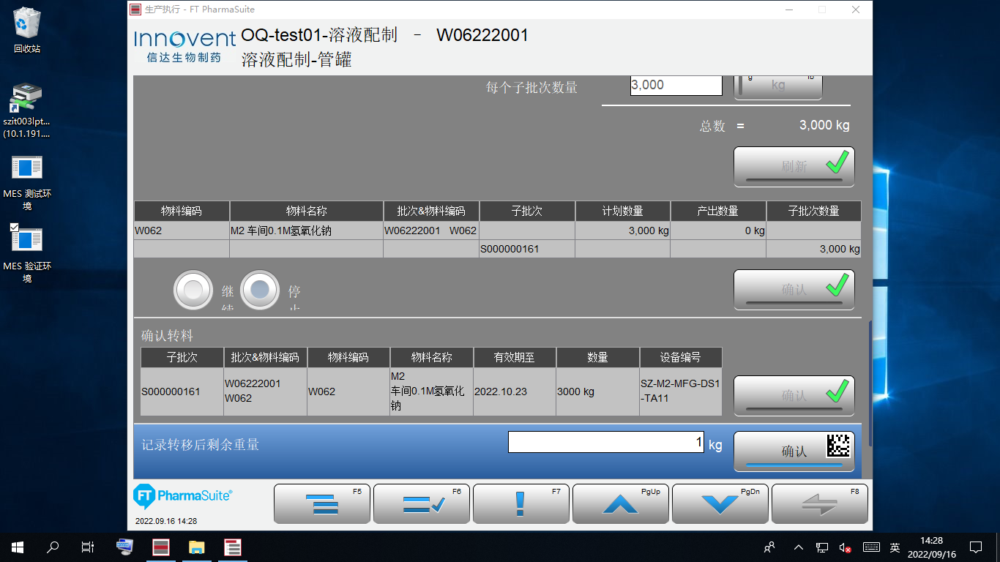 回收站
szit003lpt...
(10.1.191....
MES 测试环
境
MES 验证环
境
生产执行 - FT PharmaSuite
Innovent
信达生物制药
OQ-test01-溶液配制 - W06222001
溶液配制-管罐
每个子批次数量 3,000 g kg lb
总数 = 3,000 kg
刷新
物料编码 物料名称 批次&物料编码 子批次 计划数量 产出数量 子批次数量
W062 M2 车间0.1M氢氧化钠 W06222001 W062 3,000 kg 0 kg
S000000161 3,000 kg
继
续
停
止
确认
确认转料
子批次 批次&物料编码 物料编码 物料名称 有效期至 数量 设备编号
S000000161 W06222001
W062 W062 M2
车间0.1M氢氧化
钠 2022.10.23 3000 kg SZ-M2-MFG-DS1
-TA11
确认
记录转移后剩余重量 1 kg 确认
FT PharmaSuite®
2022.09.16 14:28
F5 F6 F7 PgUp PgDn F8
英
14:28
2022/09/16